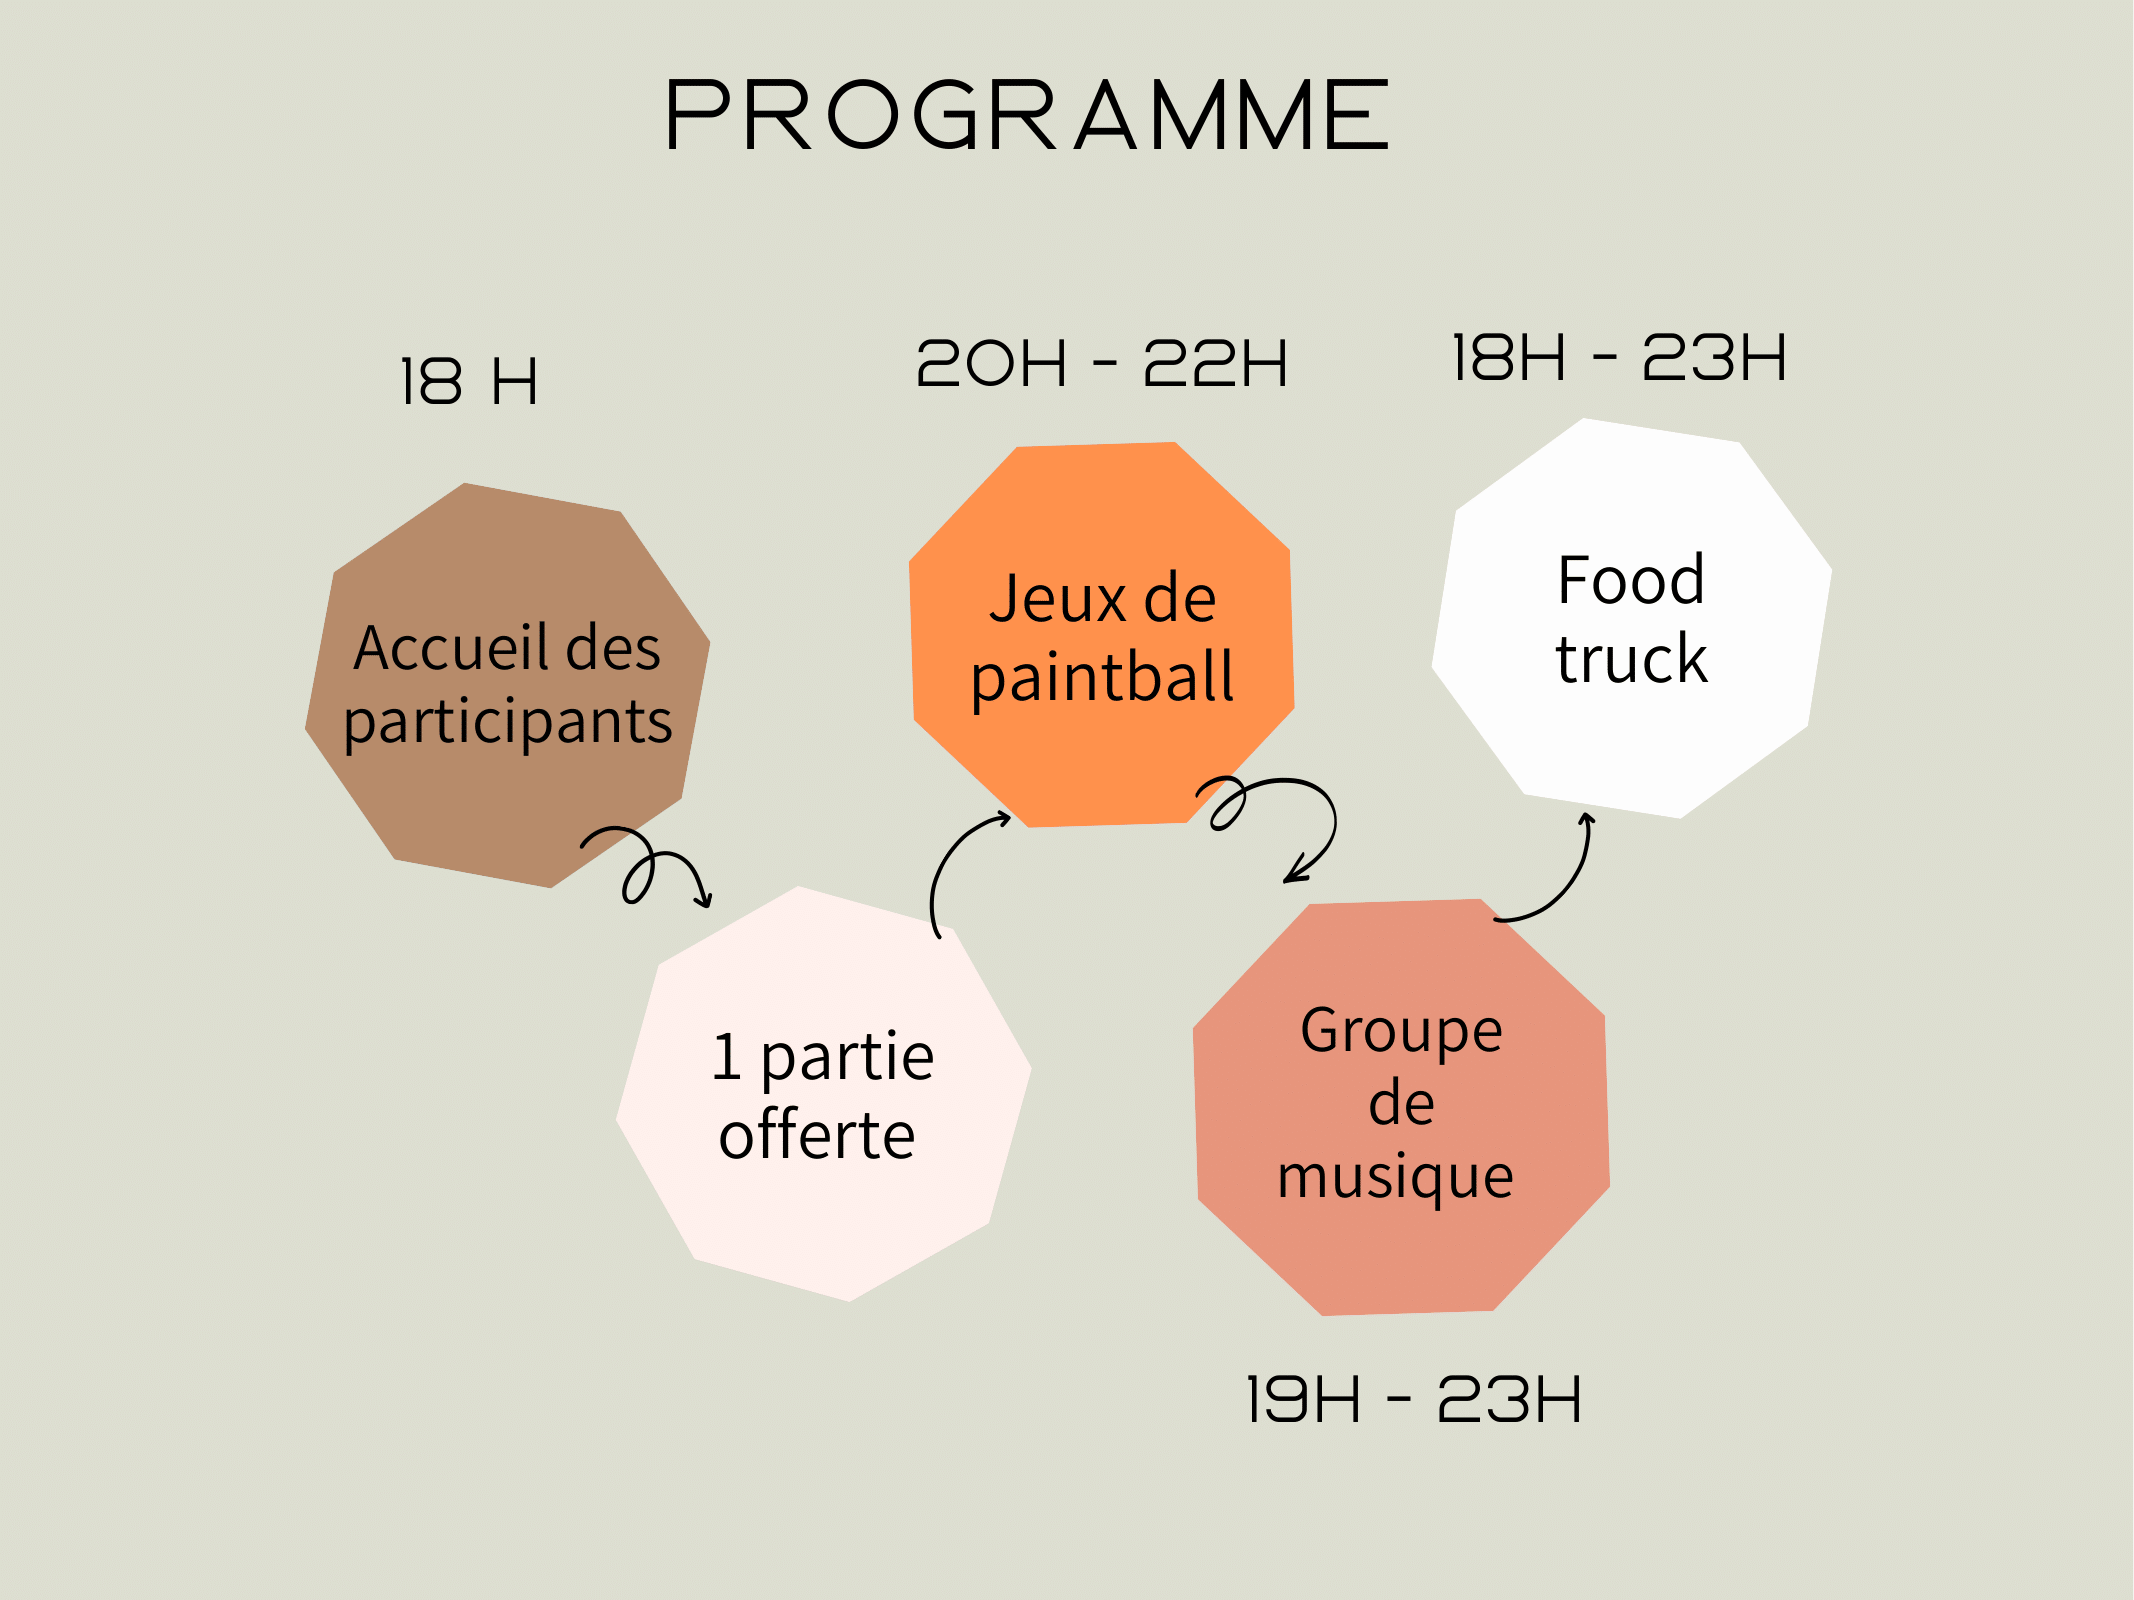 PROGRAMME
18 H
Accueil des
participants
1 partie
offerte
20H - 22H
Jeux de
paintball
Groupe
de
musique
19H - 23H
18H - 23H
Food
truck